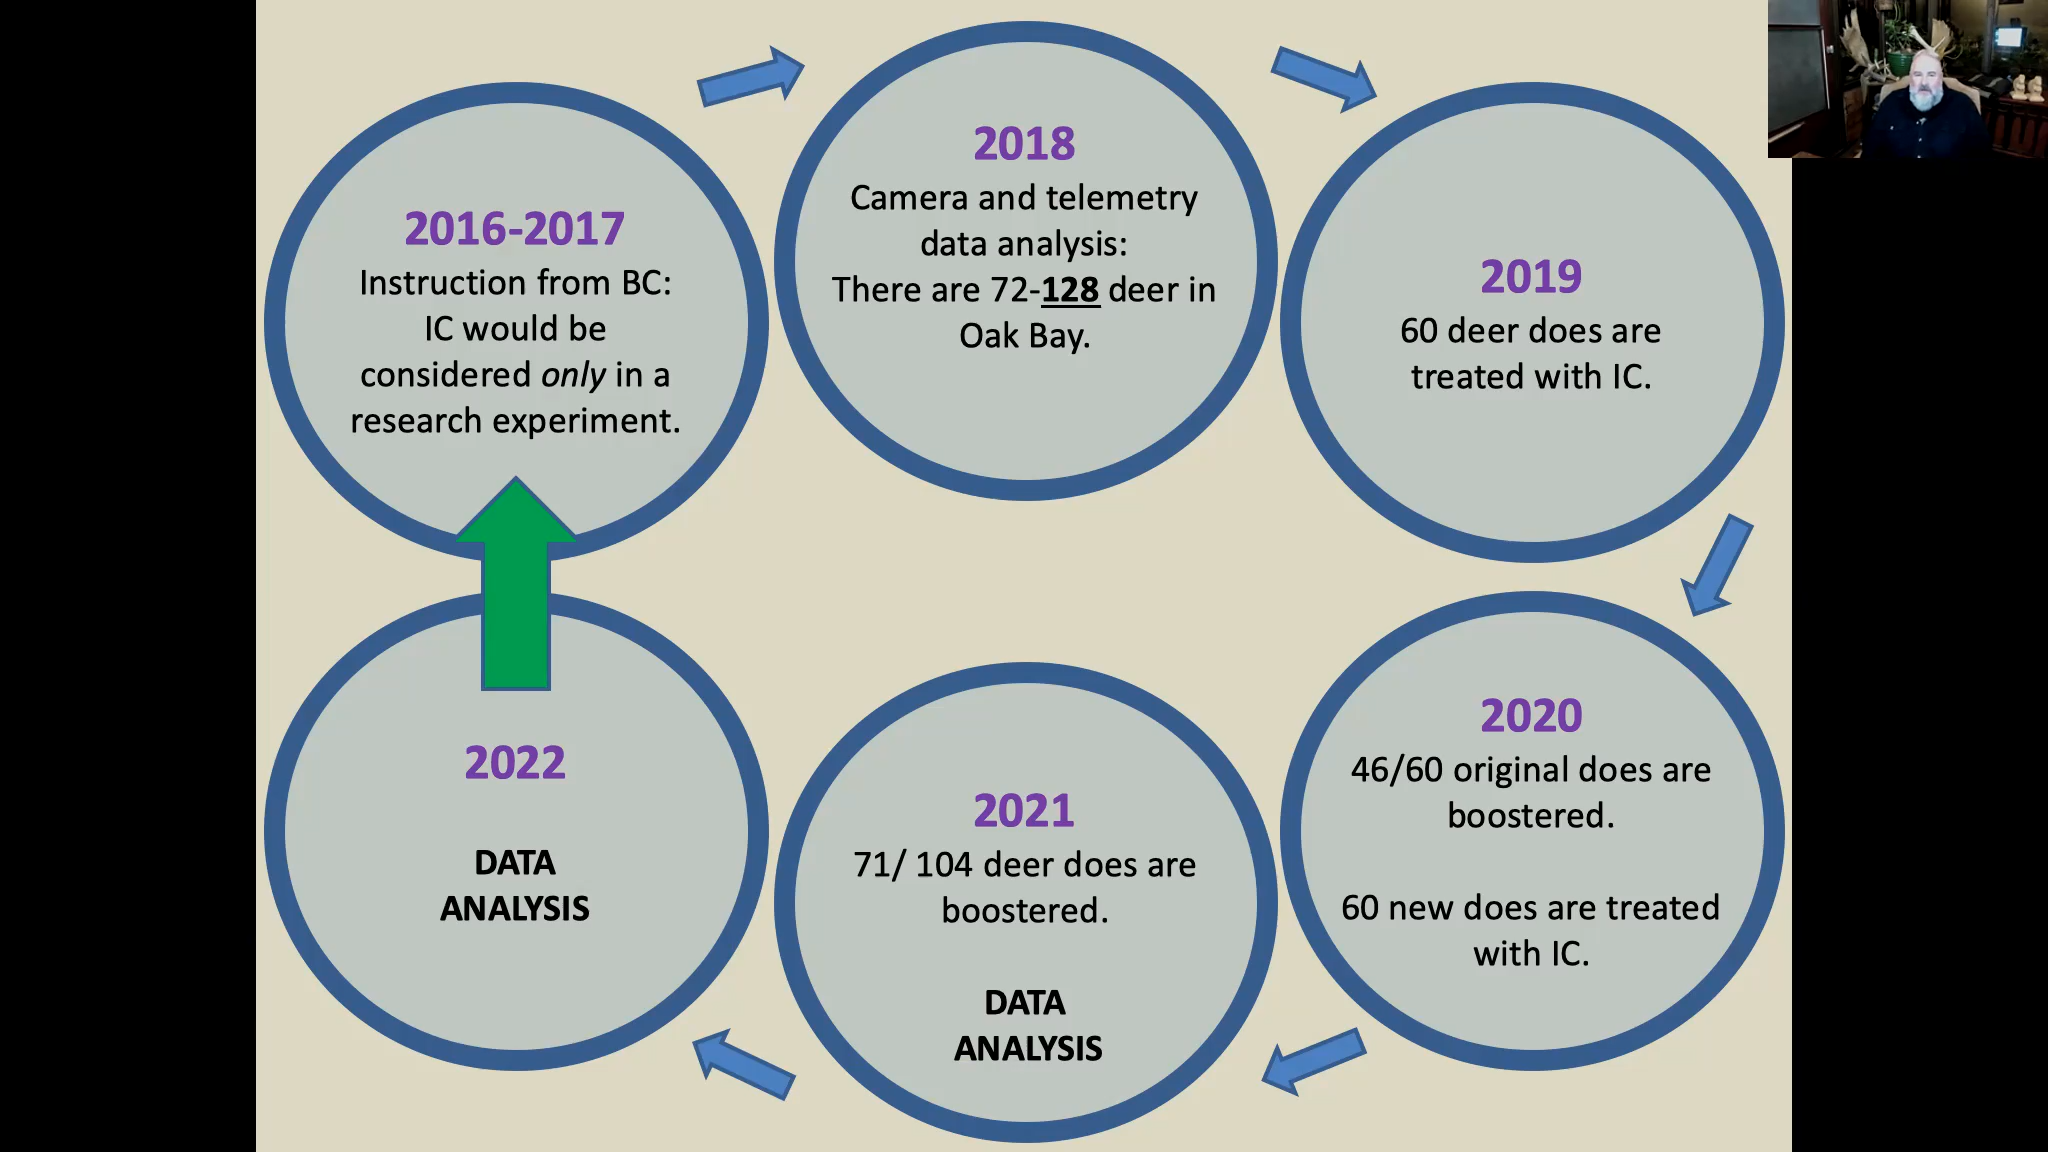 2016-2017
Instruction from BC:
IC would be
considered only in a
research experiment.
2018
Camera and telemetry
data analysis:
There are 72-128 deer in
Oak Bay.
2019
60 deer does are
treated with IC.
2020
46/60 original does are
boostered.
60 new does are treated
with IC.
2021
71/ 104 deer does are
boostered.
DATA
ANALYSIS
2022
DATA
ANALYSIS